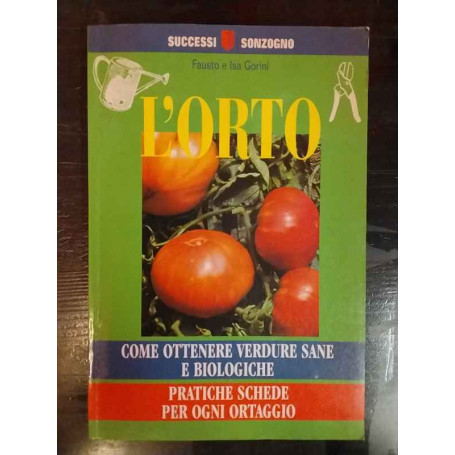 SUCCESSI SONZOGNO
Fausto e Isa Gorini
L'ORTO
COME OTTENERE VERDURE SANE
E BIOLOGICHE
PRATICHE SCHEDE
PER OGNI ORTAGGIO